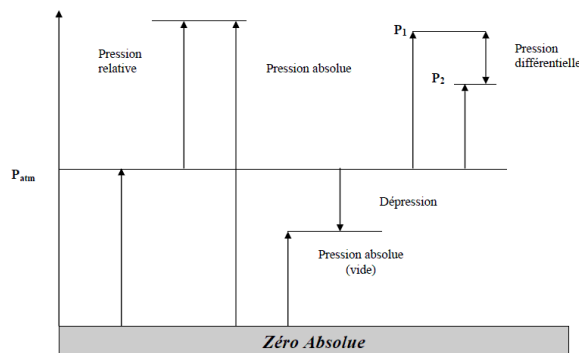 Pression
relative
Pression absolue
P1
Pression
différentielle
P2
Patm
Dépression
Pression absolue
(vide)
Zéro Absolue